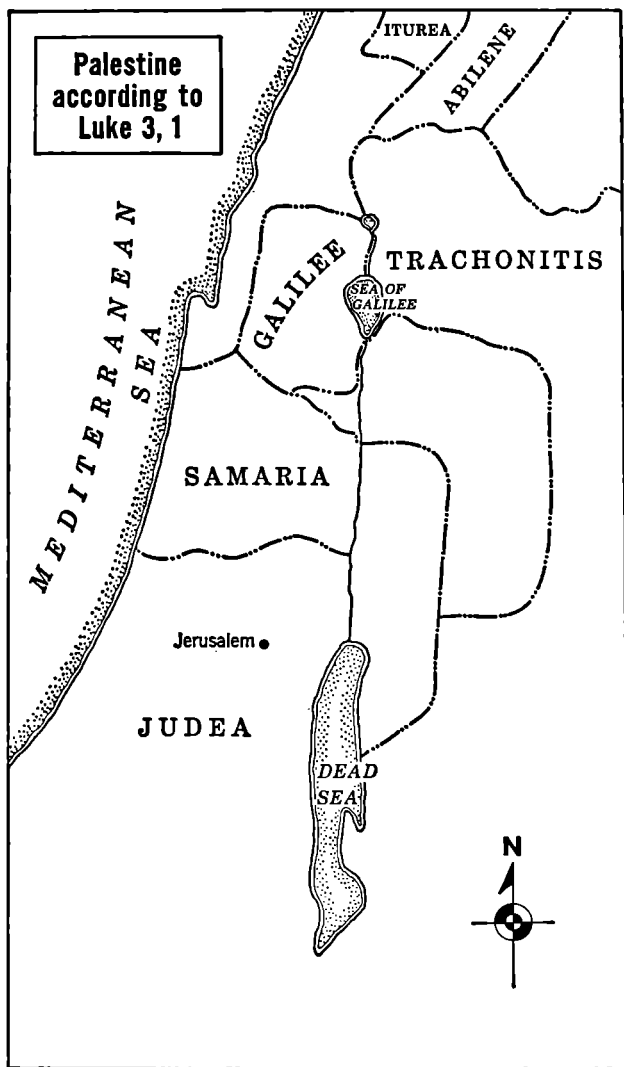 Palestine
according to
Luke 3, 1
ITUREA
ABILENE
MEDITERRANEAN
SEA
GALILEE
TRACHONITIS
SEA OF
GALILEE
SAMARIA
Jerusalem
JUDEA
DEAD
SEA
N